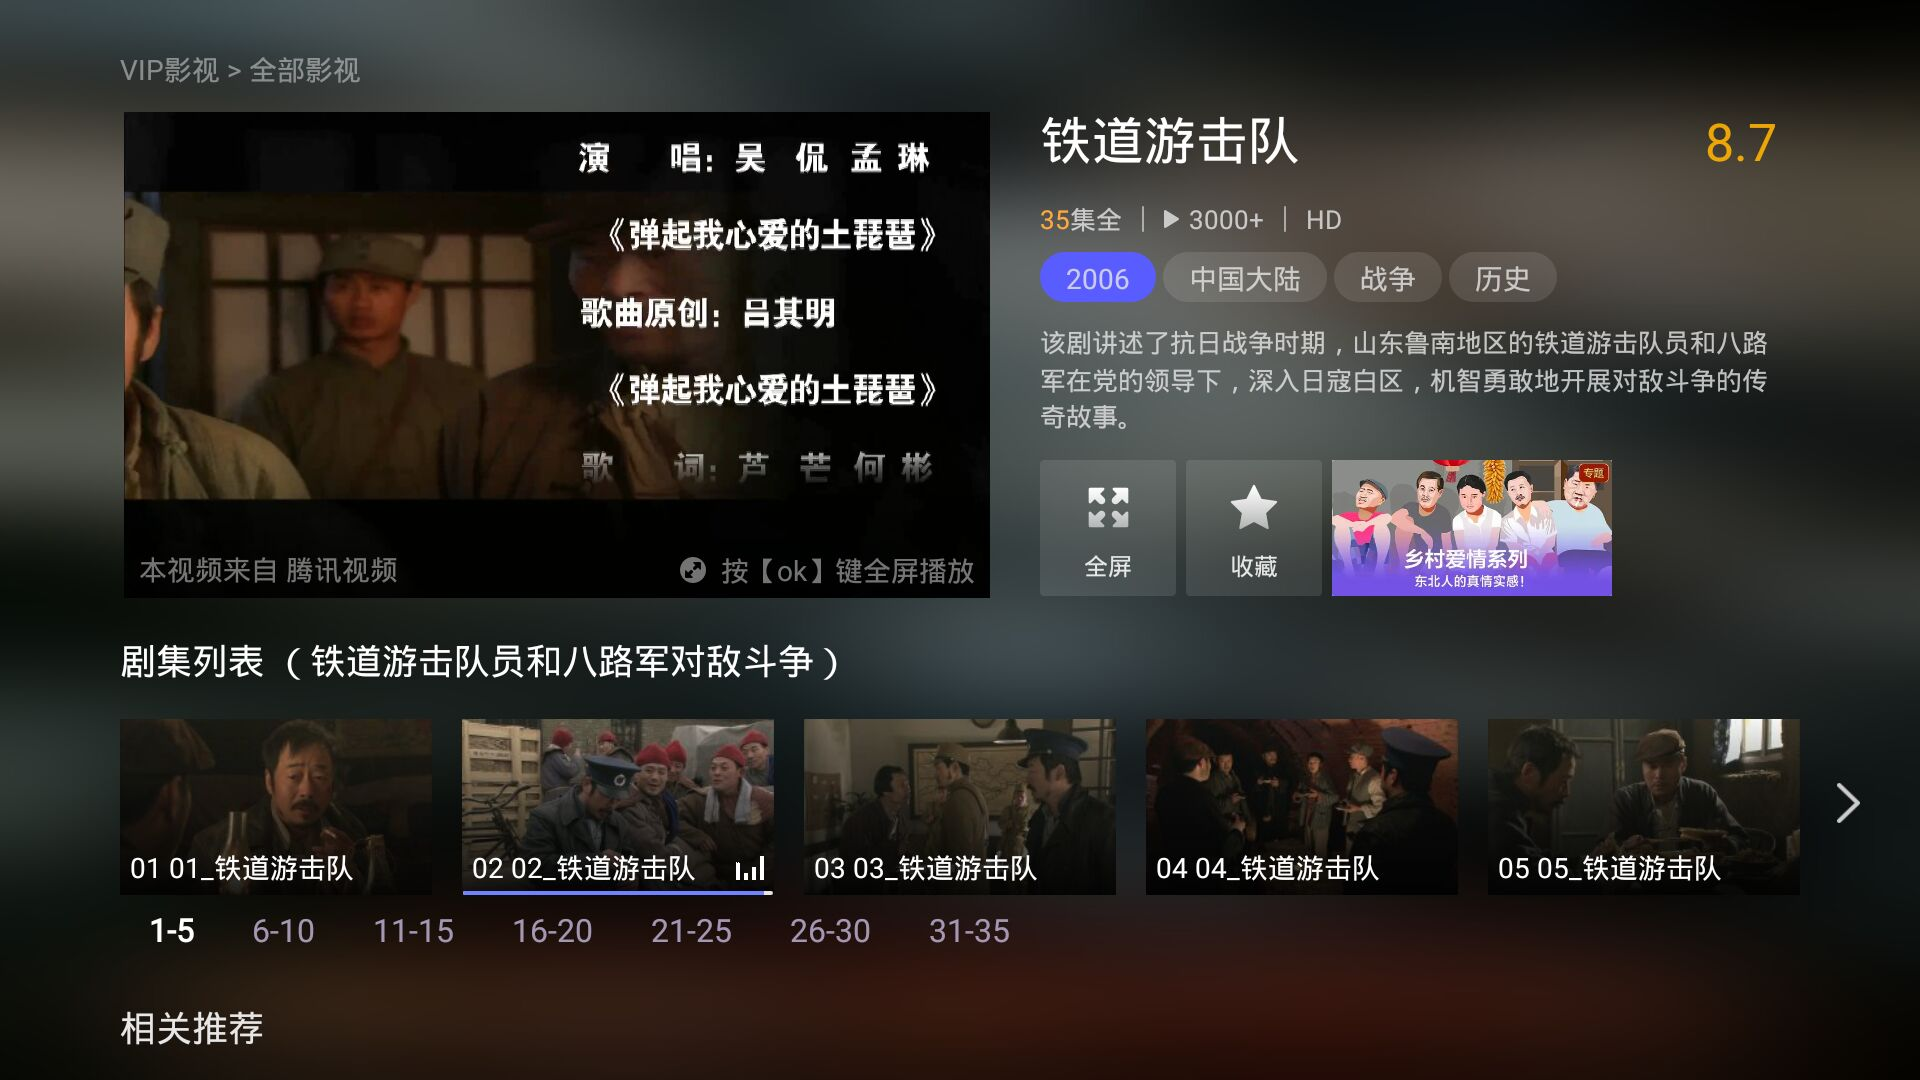 VIP影视 > 全部影视
演 唱：吴 侃 孟 琳
《弹起我心爱的土琵琶》
歌曲原创：吕其明
《弹起我心爱的土琵琶》
歌 词：芦 芒 何 彬
本视频来自 腾讯视频
按【ok】键全屏播放
铁道游击队
8.7
35集全 | 3000+ | HD
2006 中国大陆 战争 历史
该剧讲述了抗日战争时期，山东鲁南地区的铁道游击队员和八路
军在党的领导下，深入日寇白区，机智勇敢地开展对敌斗争的传
奇故事。
全屏
收藏
专题
乡村爱情系列
东北人的真情实感！
剧集列表 （铁道游击队员和八路军对敌斗争）
01 01_铁道游击队
02 02_铁道游击队
03 03_铁道游击队
04 04_铁道游击队
05 05_铁道游击队
1-5 6-10 11-15 16-20 21-25 26-30 31-35
相关推荐